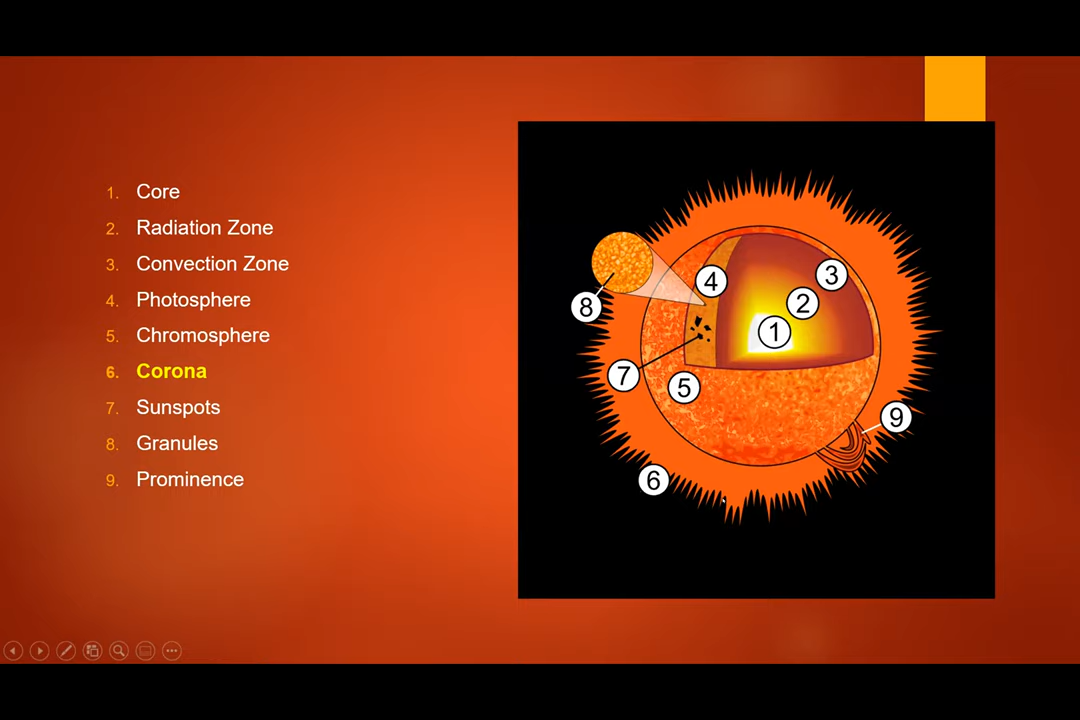 1. Core
2. Radiation Zone
3. Convection Zone
4. Photosphere
5. Chromosphere
6. Corona
7. Sunspots
8. Granules
9. Prominence
4
3
2
8
1
7
5
9
6